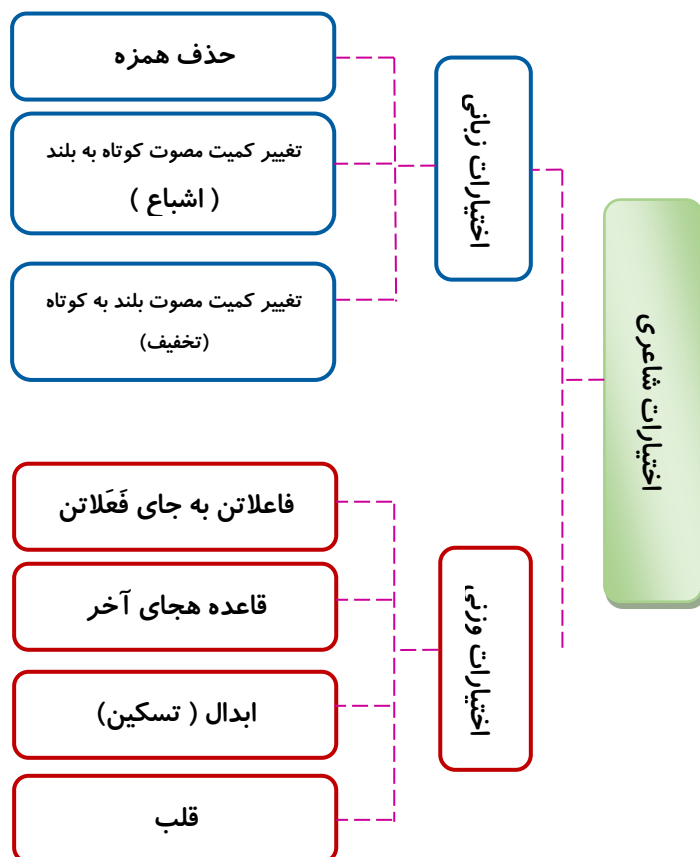 اختیارات شاعری
اختیارات زبانی
حذف همزه
تغییر کمیت مصوت کوتاه به بلند
( اشباع )
تغییر کمیت مصوت بلند به کوتاه
(تخفیف)
اختیارات وزنی
فاعلاتن به جای فَعَلاتن
قاعده هجای آخر
ابدال ( تسکین)
قلب